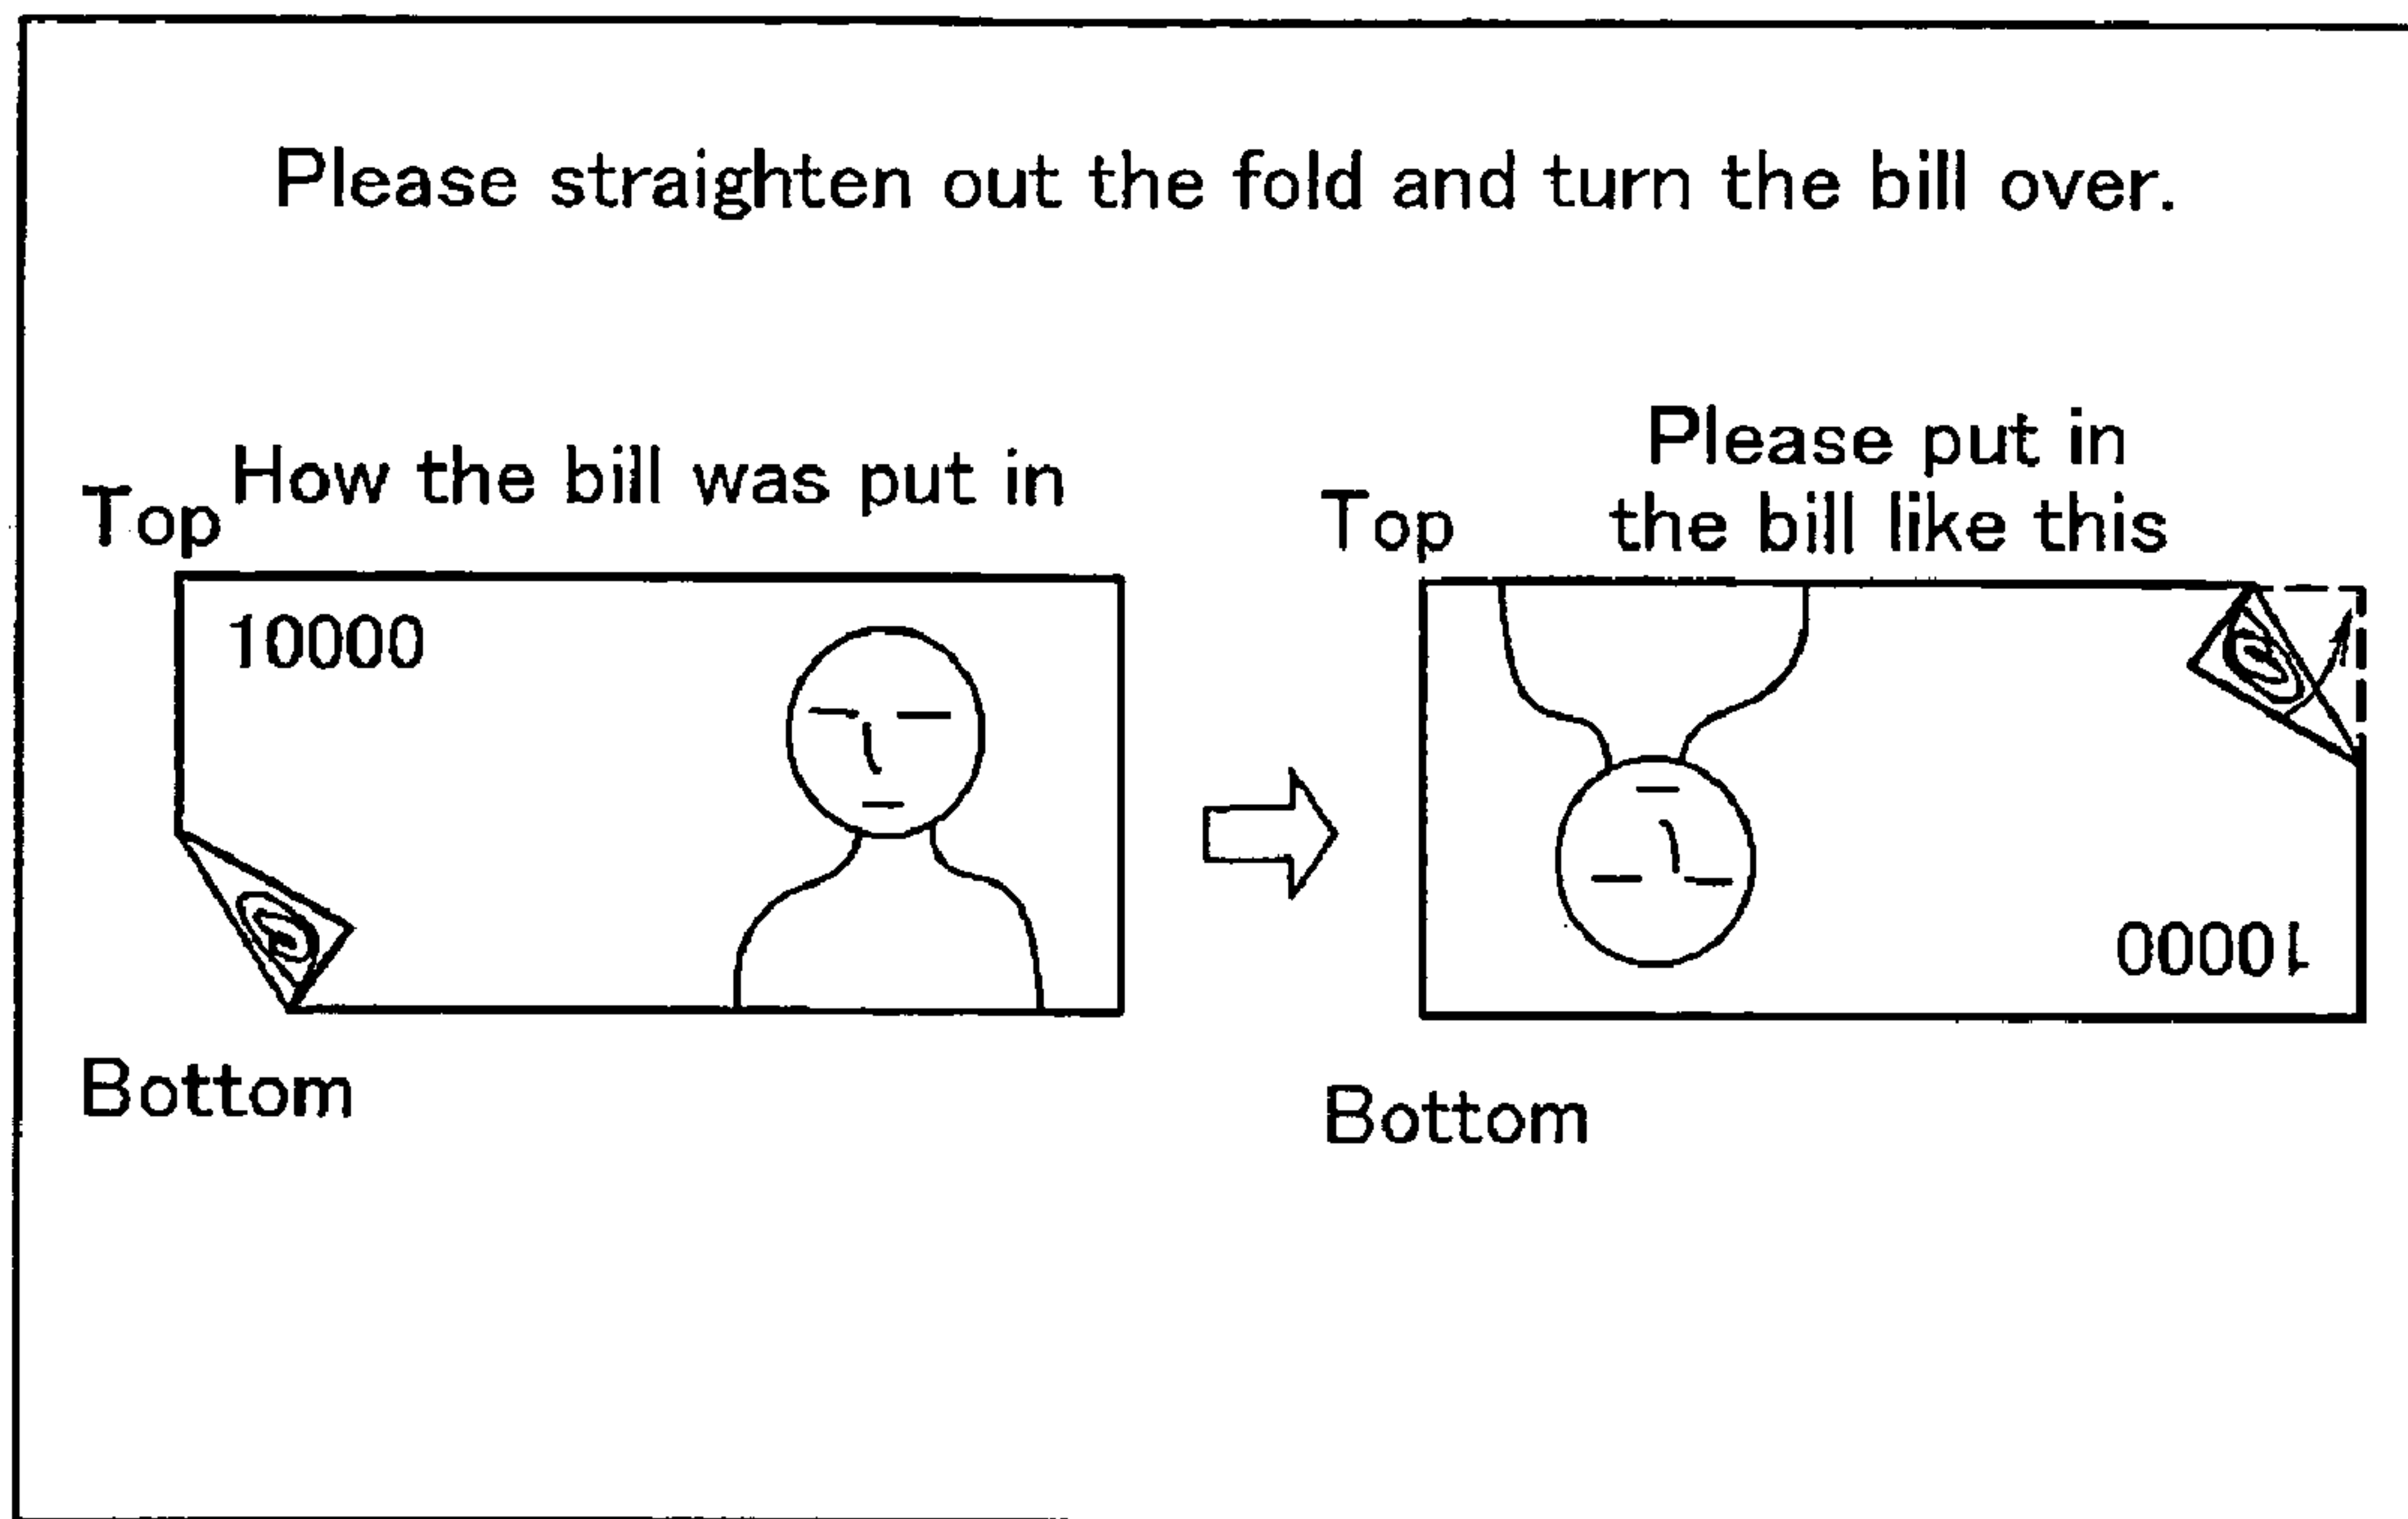 Please straighten out the fold and turn the bill over.
How the bill was put in
Top
10000
Bottom
Please put in
the bill like this
Top
10000
Bottom